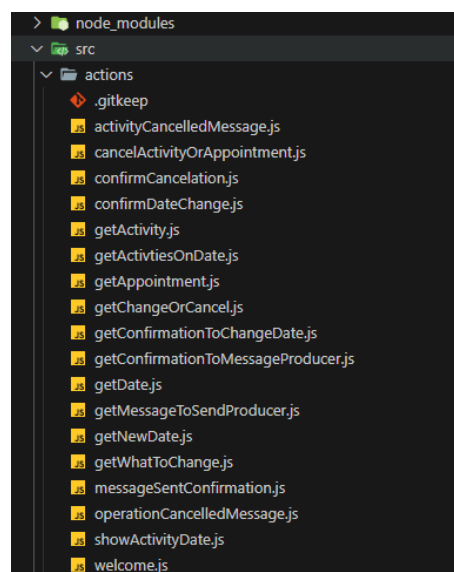 node_modules
src
actions
.gitkeep
activityCancelledMessage.js
cancelActivityOrAppointment.js
confirmCancelation.js
confirmDateChange.js
getActivity.js
getActivtiesOnDate.js
getAppointment.js
getChangeOrCancel.js
getConfirmationToChangeDate.js
getConfirmationToMessageProducer.js
getDate.js
getMessageToSendProducer.js
getNewDate.js
getWhatToChange.js
messageSentConfirmation.js
operationCancelledMessage.js
showActivityDate.js
welcome.js